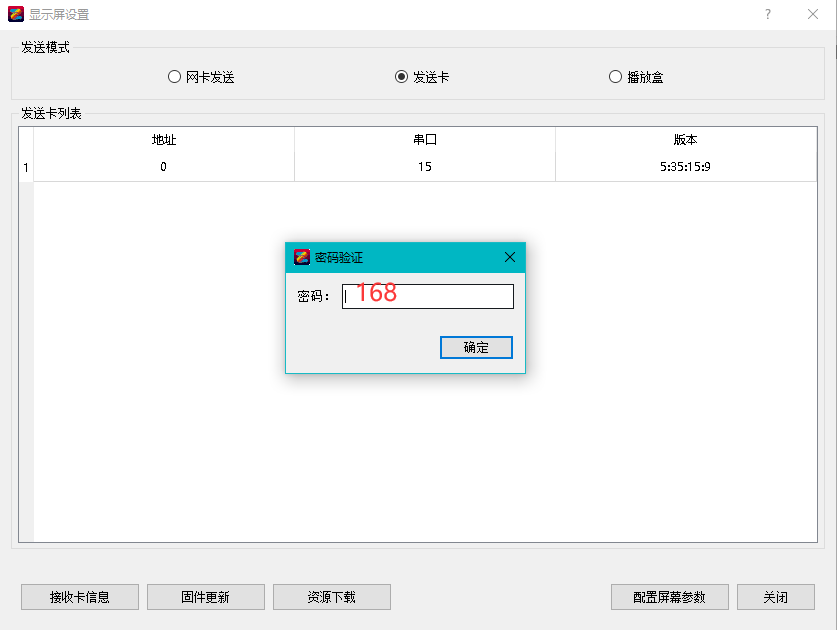 显示屏设置
?
发送模式
网卡发送
发送卡
播放盒
发送卡列表
地址 串口 版本
1 0 15 5:35:15:9
密码验证
密码: 168
确定
接收卡信息 固件更新 资源下载 配置屏幕参数 关闭